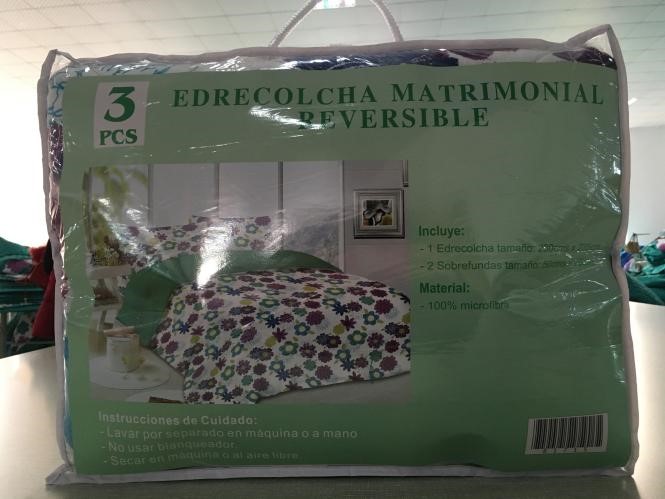 3
PCS
EDRECOLCHA MATRIMONIAL
REVERSIBLE
Incluye:
- 1 Edrecolcha tamaño:
- 2 Sobrefundas tamaño:
Material:
- 100% microfibra
Instrucciones de Cuidado:
- Lavar por separado en máquina o a mano
- No usar blanqueador.
- Secar en máquina o al aire libre